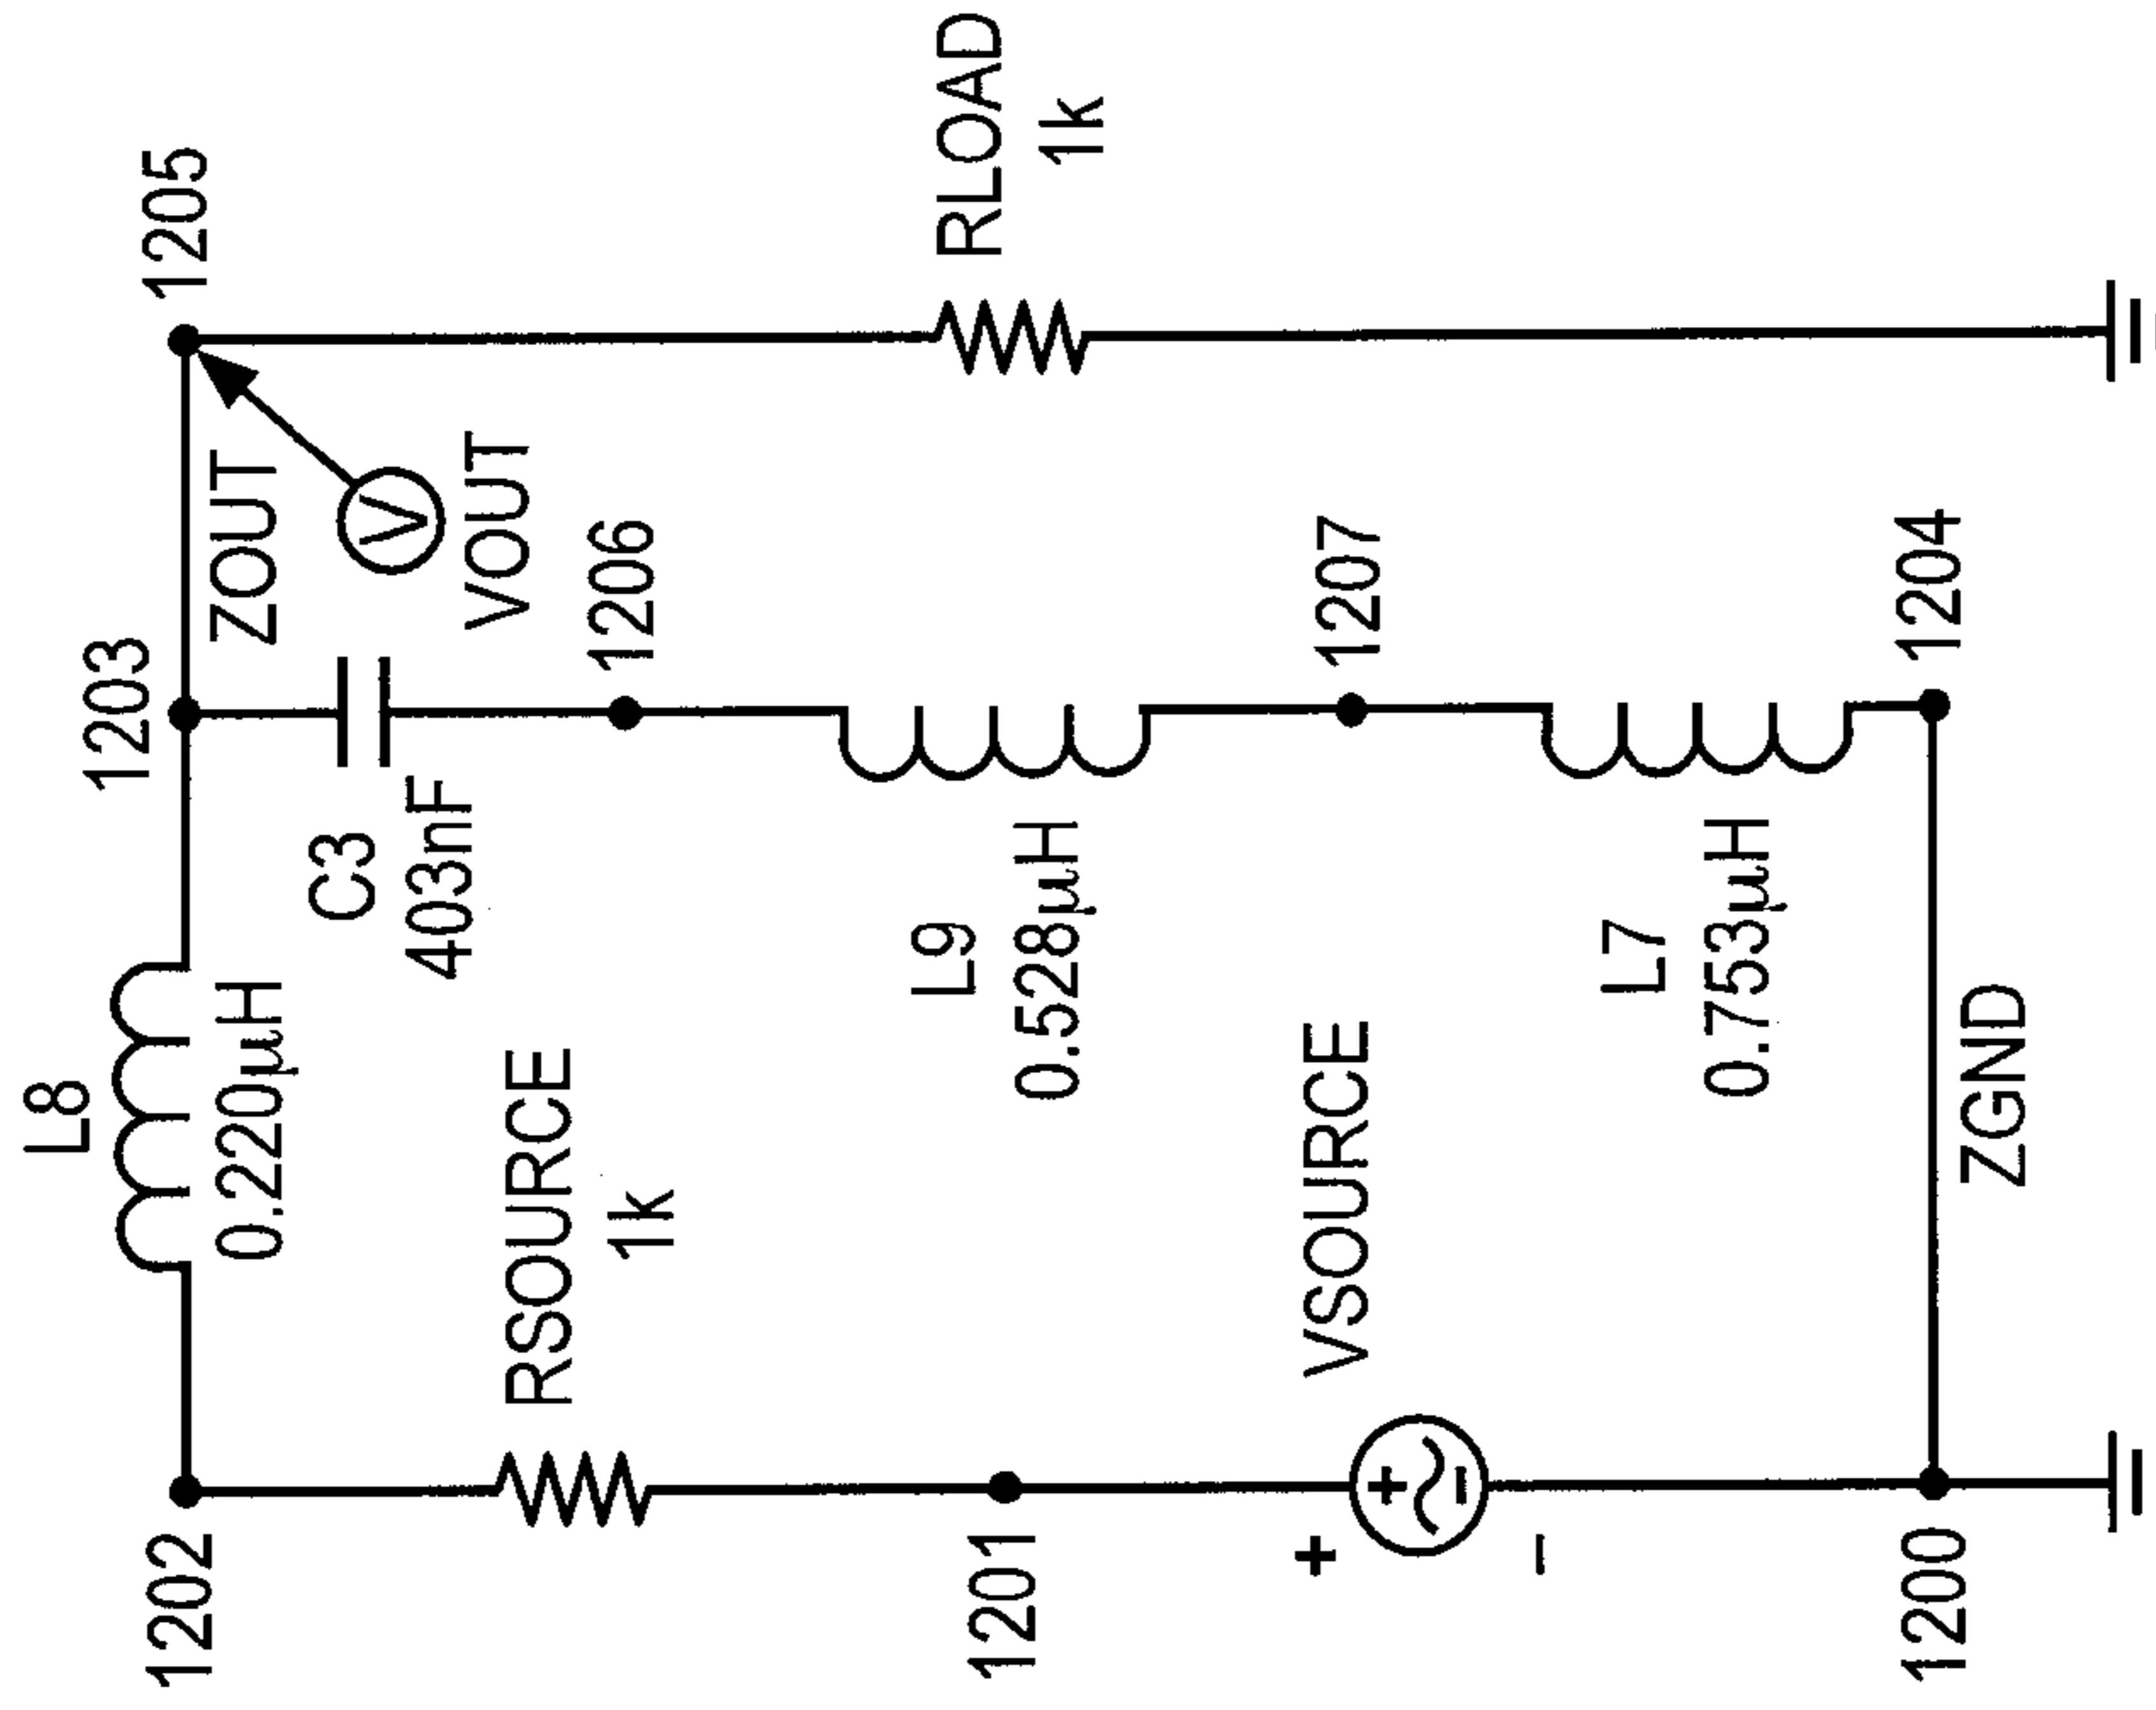 L8
0.220µH
1202
1203
1205
ZOUT
V
VOUT
C3
403nF
1206
RSOURCE
1k
L9
0.528µH
RLOAD
1k
1201
1207
VSOURCE
+
+
-
-
L7
0.753µH
1200
ZGND
1204